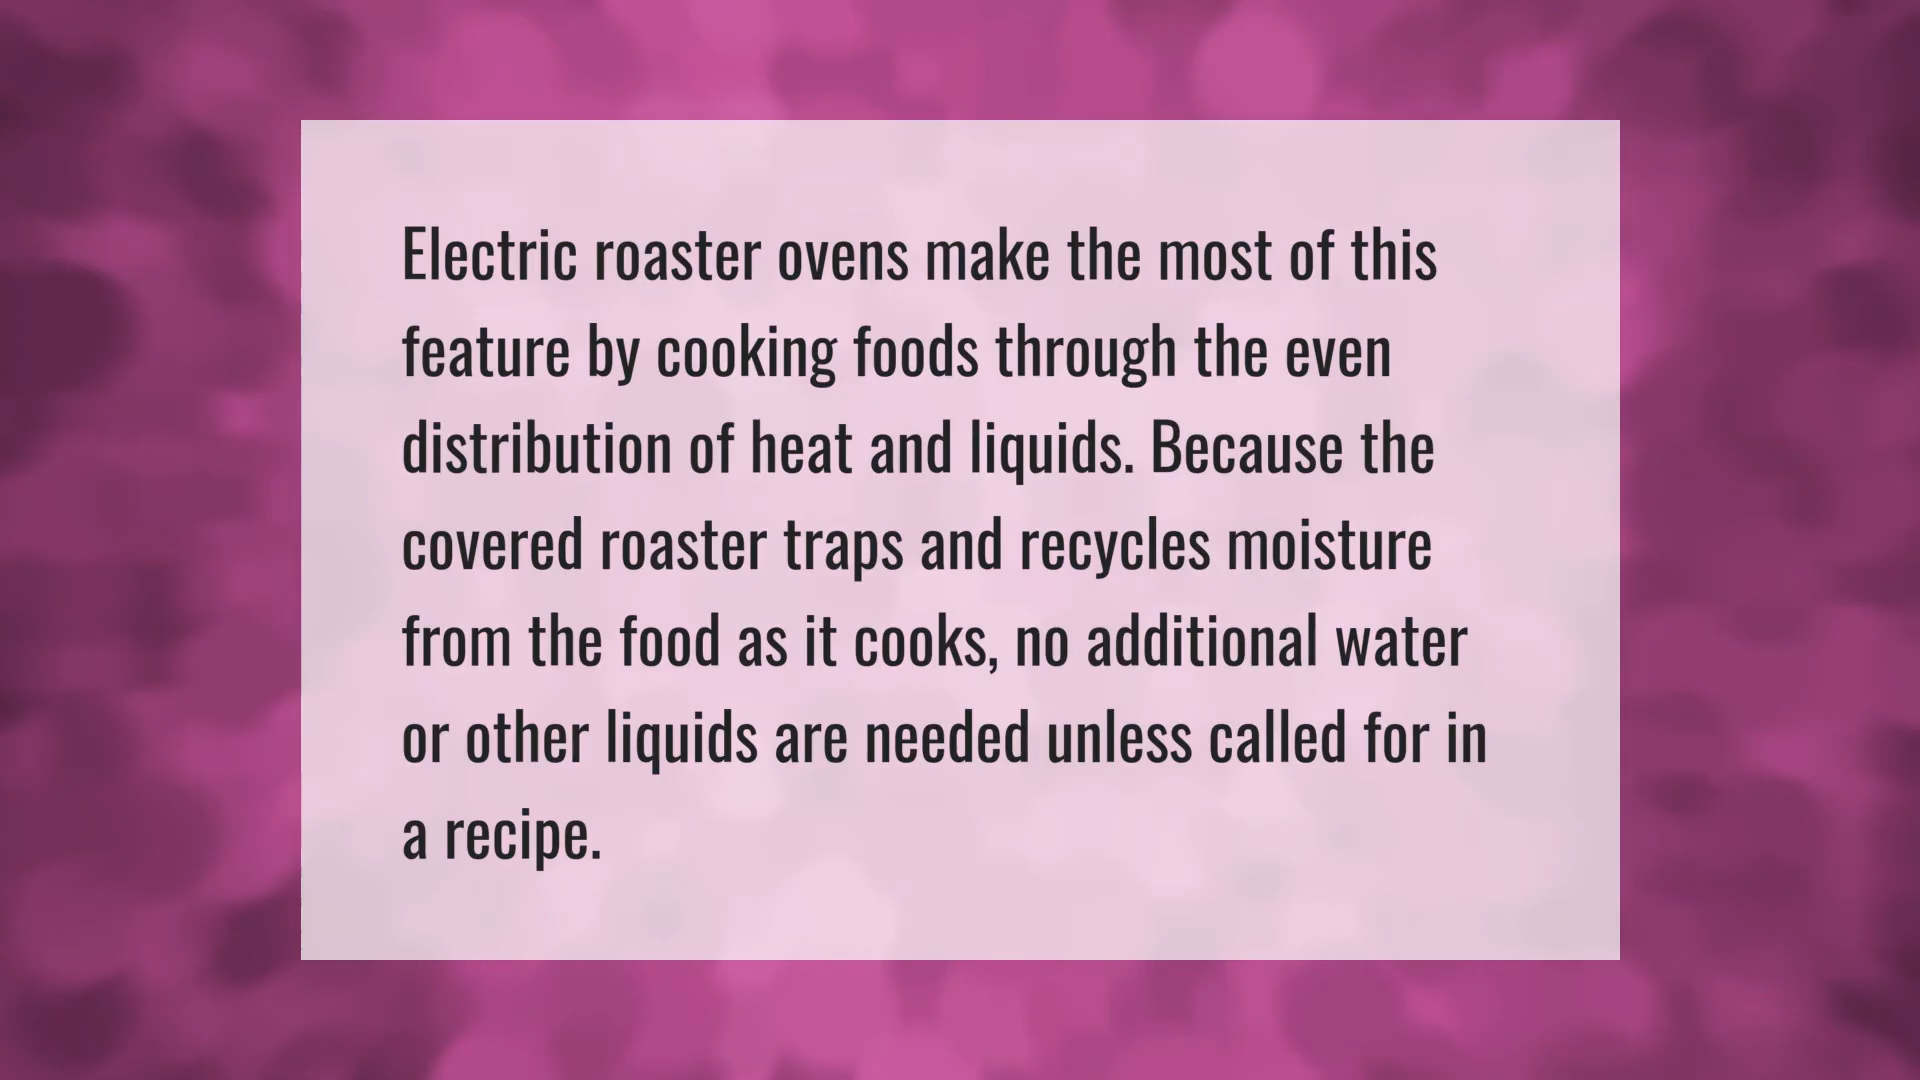 Electric roaster ovens make the most of this
feature by cooking foods through the even
distribution of heat and liquids. Because the
covered roaster traps and recycles moisture
from the food as it cooks, no additional water
or other liquids are needed unless called for in
a recipe.